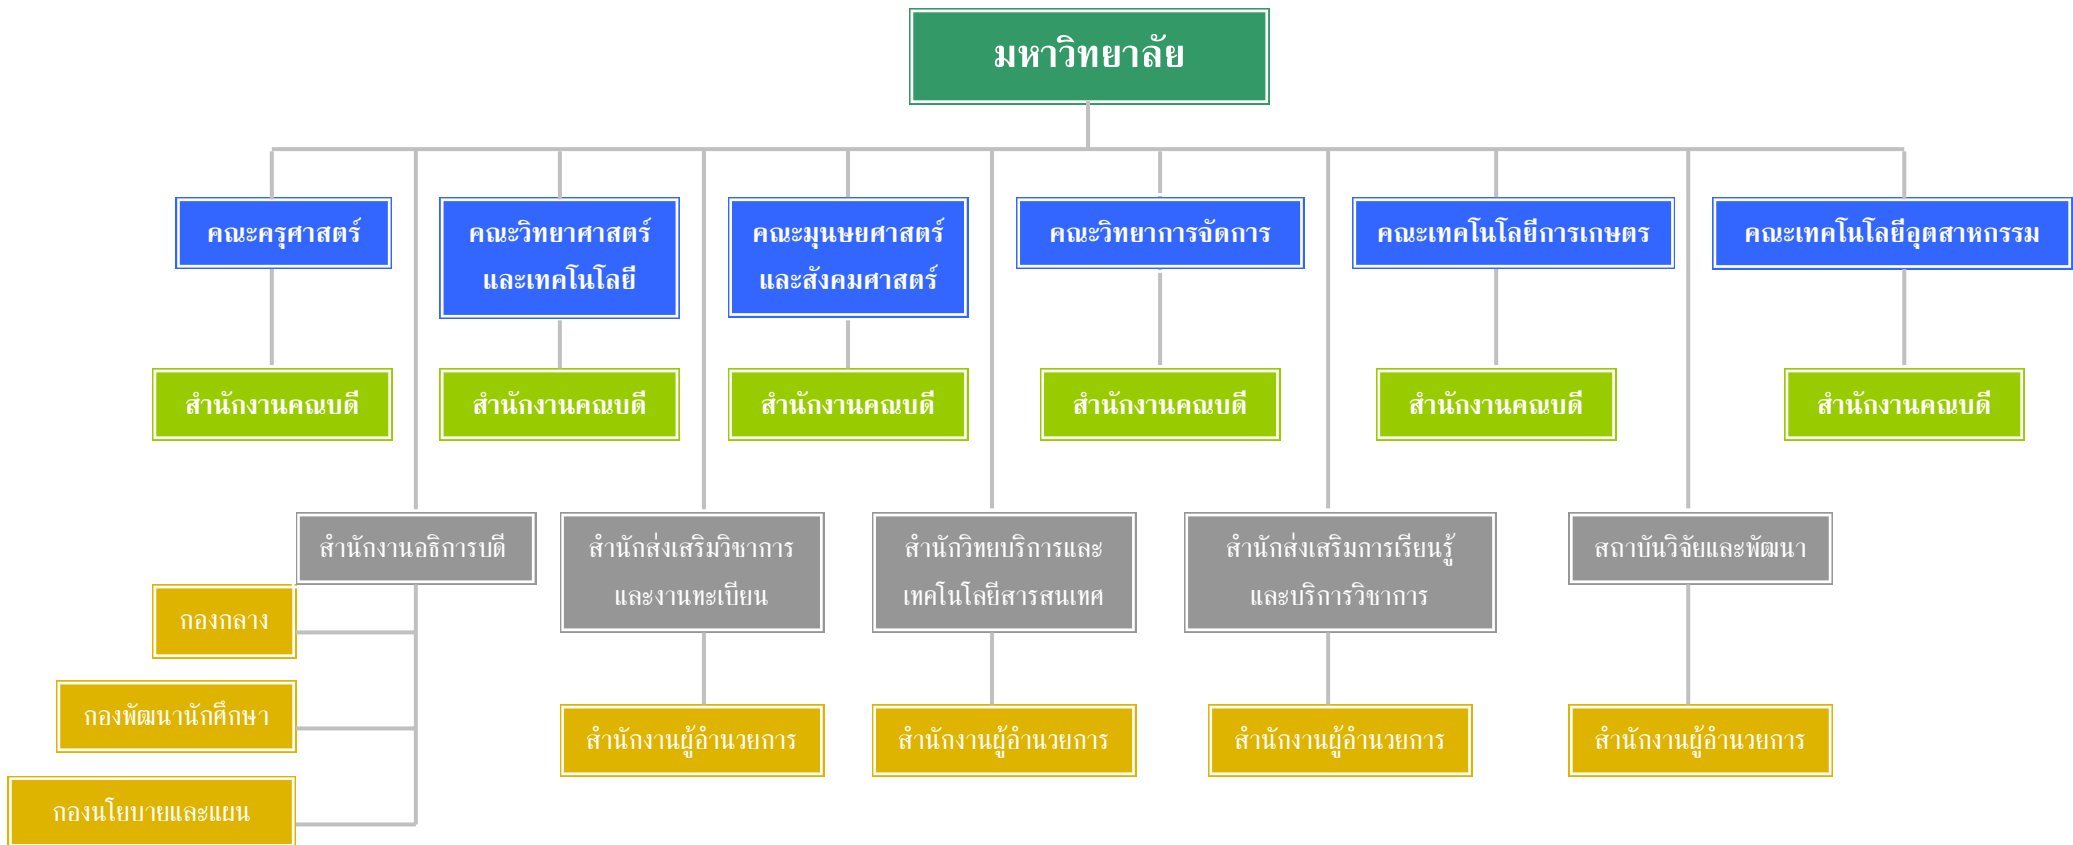 มหาวิทยาลัย
คณะครุศาสตร์
คณะวิทยาศาสตร์
และเทคโนโลยี
คณะมุนษยศาสตร์
และสังคมศาสตร์
คณะวิทยาการจัดการ
คณะเทคโนโลยีการเกษตร
คณะเทคโนโลยีอุตสาหกรรม
สำนักงานคณบดี
สำนักงานคณบดี
สำนักงานคณบดี
สำนักงานคณบดี
สำนักงานคณบดี
สำนักงานคณบดี
สำนักงานอธิการบดี
สำนักส่งเสริมวิชาการ
และงานทะเบียน
สำนักวิทยบริการและ
เทคโนโลยีสารสนเทศ
สำนักส่งเสริมการเรียนรู้
และบริการวิชาการ
สถาบันวิจัยและพัฒนา
กองกลาง
กองพัฒนานักศึกษา
กองนโยบายและแผน
สำนักงานผู้อำนวยการ
สำนักงานผู้อำนวยการ
สำนักงานผู้อำนวยการ
สำนักงานผู้อำนวยการ